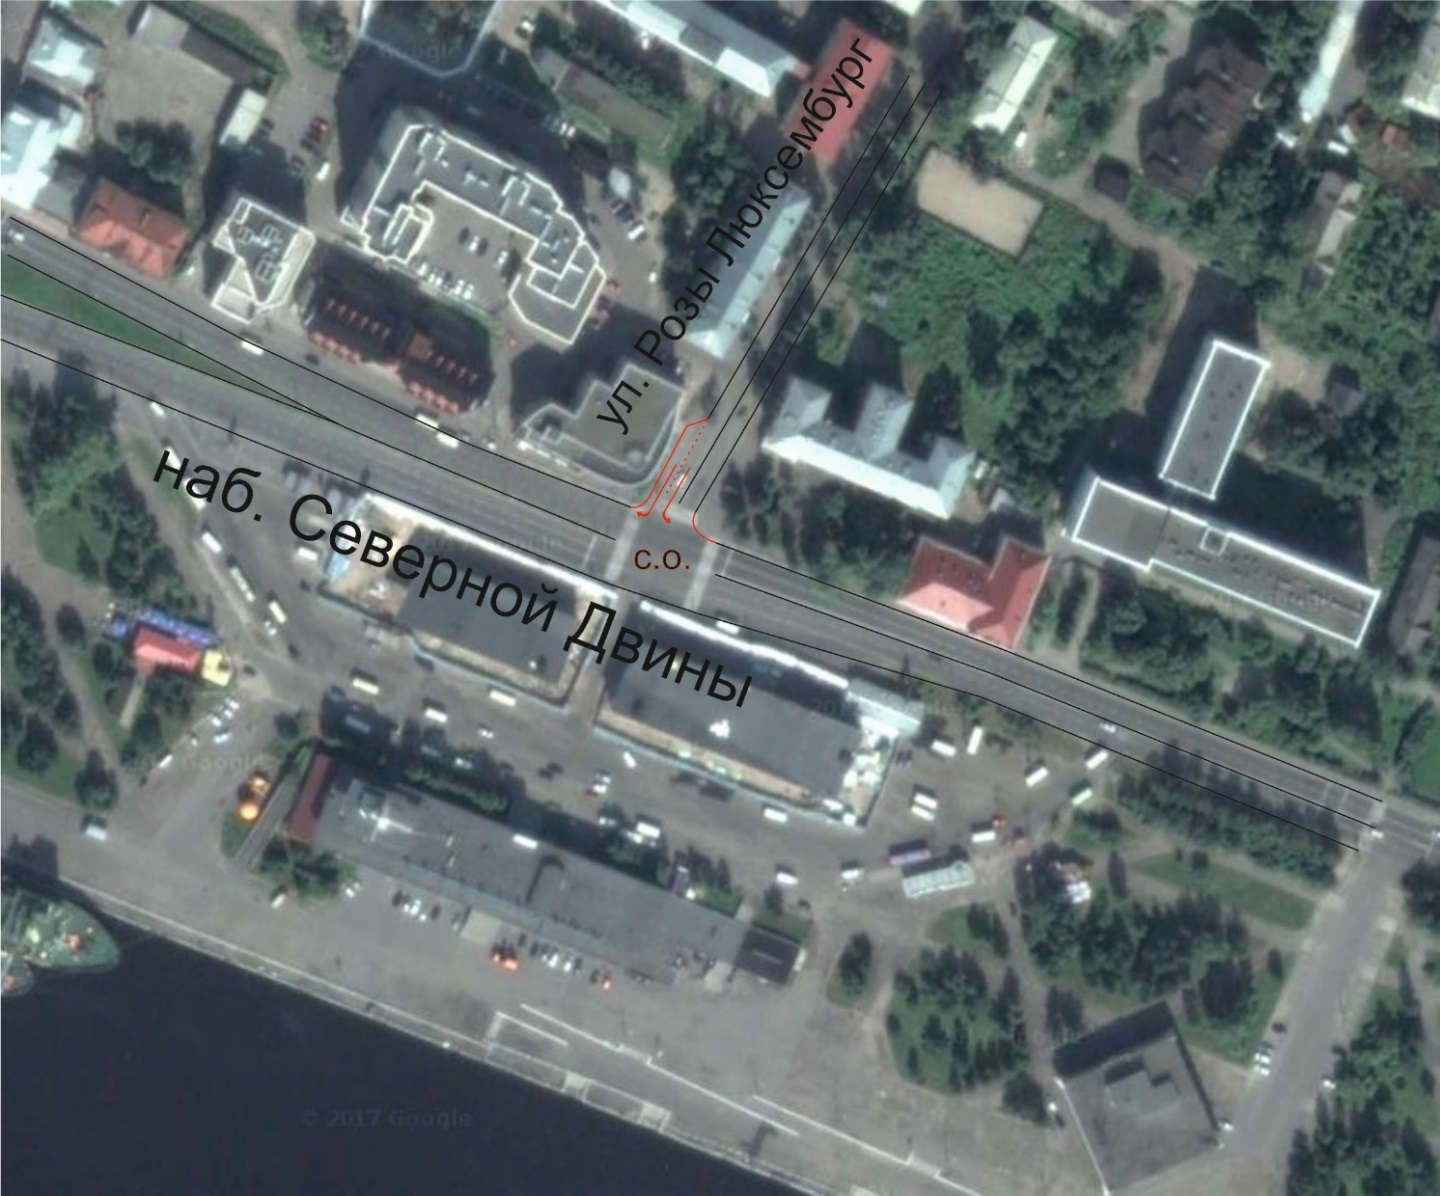 ул. Розы Люксембург
наб. Северной Двины
с.о.
© 2017 Google